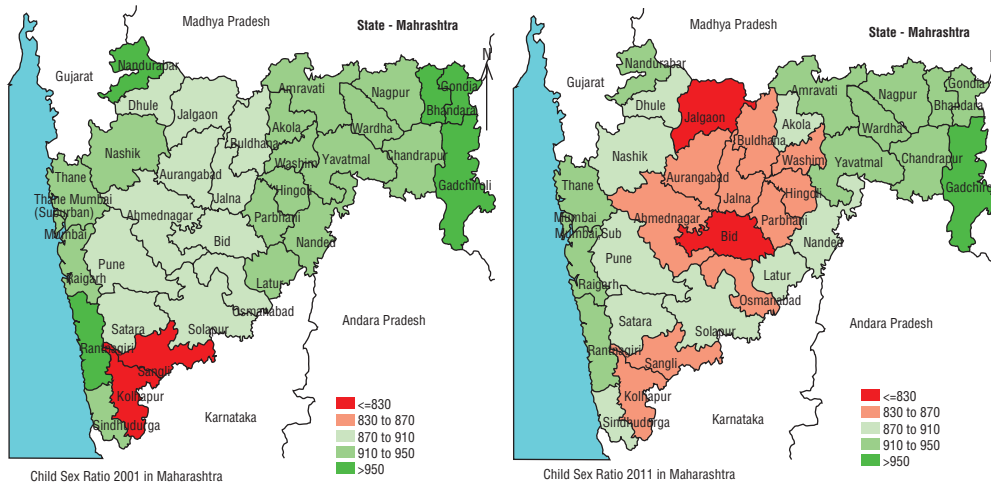 Madhya Pradesh
State - Mahrashtra
N
Gujarat
Nandurabar
Dhule
Jalgaon
Amravati
Nagpur
Gondia
Bhandara
Buldhana
Akola
Wardha
Nashik
Washim
Yavatmal
Chandrapur
Aurangabad
Thane
Jalna
Hingoli
Gadchiroli
Thane Mumbai
(Suburban)
Ahmednagar
Parbhani
Mumbai
Bid
Nanded
Pune
Raigarh
Latur
Osmanabad
Satara
Solapur
Andara Pradesh
Rantnagiri
Sangli
Kolhapur
Karnataka
Sindhudurga
<=830
830 to 870
870 to 910
910 to 950
>950
Child Sex Ratio 2001 in Maharashtra
Madhya Pradesh
State - Mahrashtra
N
Gujarat
Nandurabar
Dhule
Jalgaon
Amravati
Nagpur
Gondia
Bhandara
Buldhana
Akola
Wardha
Nashik
Washim
Yavatmal
Chandrapur
Aurangabad
Thane
Jalna
Hingoli
Gadchiroli
Mumbai
Mumbai Sub
Ahmednagar
Parbhani
Bid
Nanded
Pune
Raigarh
Latur
Osmanabad
Satara
Solapur
Andara Pradesh
Rantnagiri
Sangli
Kolhapur
Karnataka
Sindhudurga
<=830
830 to 870
870 to 910
910 to 950
>950
Child Sex Ratio 2011 in Maharashtra